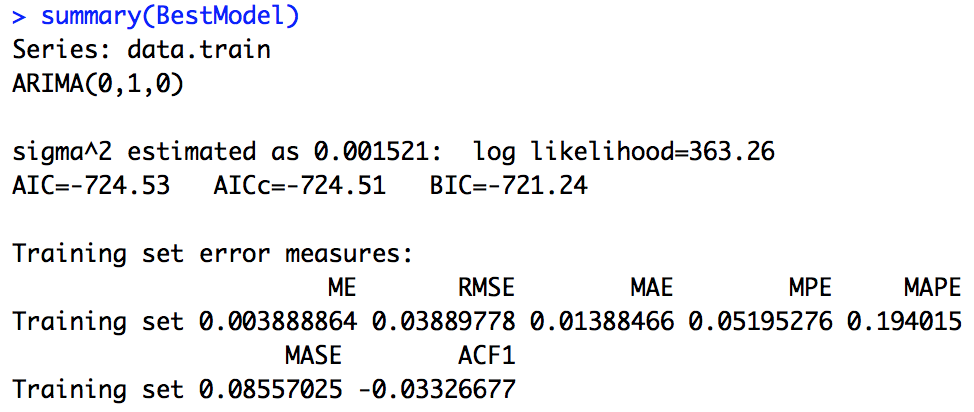 > summary(BestModel)
Series: data.train
ARIMA(0,1,0)

sigma^2 estimated as 0.001521:  log likelihood=363.26
AIC=-724.53   AICc=-724.51   BIC=-721.24

Training set error measures:
                      ME       RMSE        MAE        MPE     MAPE
Training set 0.003888864 0.03889778 0.01388466 0.05195276 0.194015
                   MASE        ACF1
Training set 0.08557025 -0.03326677